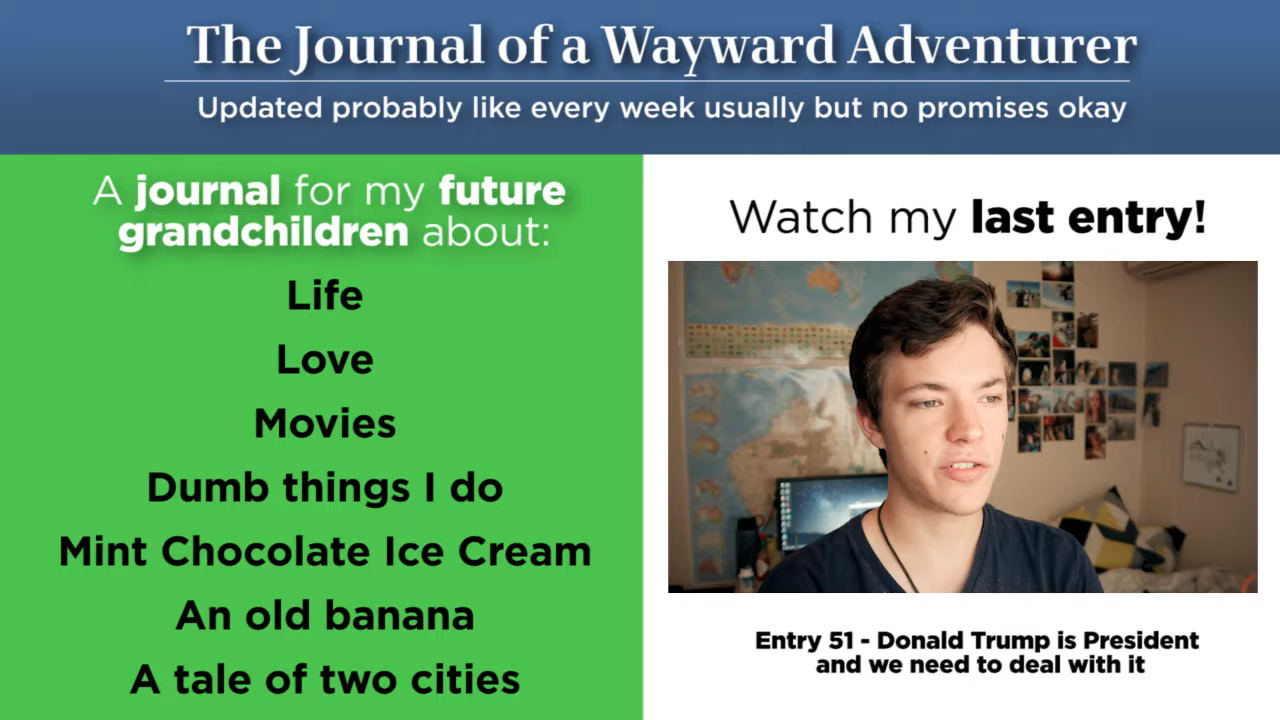 The Journal of a Wayward Adventurer
Updated probably like every week usually but no promises okay
A journal for my future
grandchildren about:
Life
Love
Movies
Dumb things I do
Mint Chocolate Ice Cream
An old banana
A tale of two cities
Watch my last entry!
Entry 51 - Donald Trump is President
and we need to deal with it